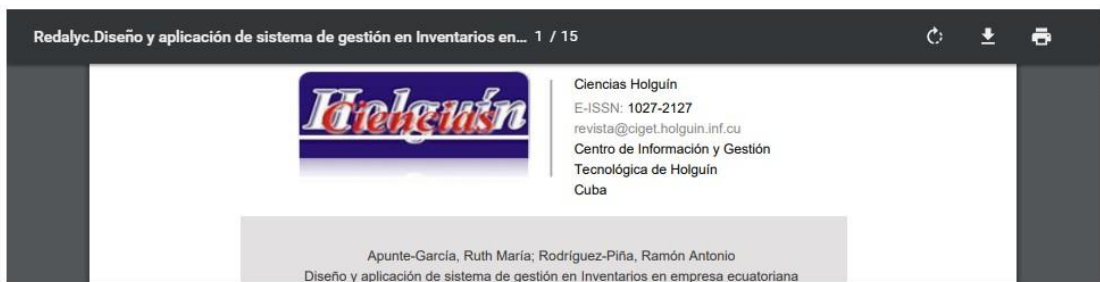 Redalyc.Diseño y aplicación de sistema de gestión en Inventarios en... 1 / 15
Holguín
Ciencias
Ciencias Holguín
E-ISSN: 1027-2127
revista@ciget.holguin.inf.cu
Centro de Información y Gestión
Tecnológica de Holguín
Cuba
Apunte-García, Ruth María; Rodríguez-Piña, Ramón Antonio
Diseño y aplicación de sistema de gestión en Inventarios en empresa ecuatoriana